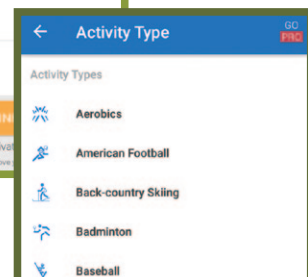 ← Activity Type
GO
PRO
Activity Types
Aerobics
American Football
Back-country Skiing
Badminton
Baseball